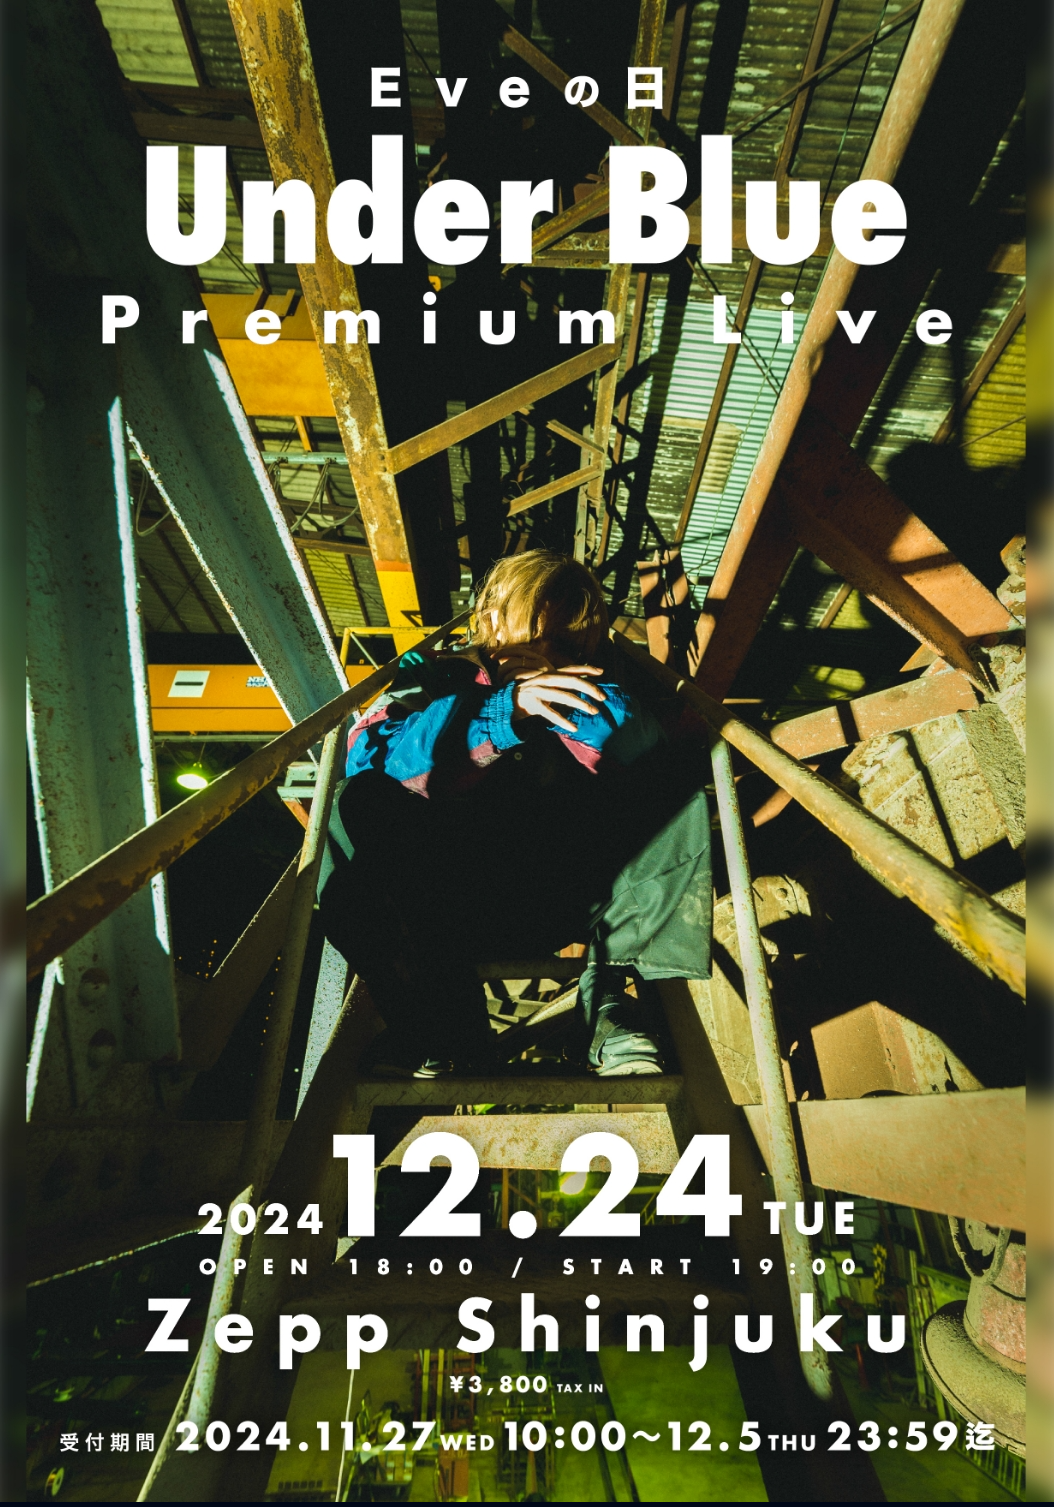 Eveの日
Under Blue
Premium Live
2024 12.24 TUE
OPEN 18:00 / START 19:00
Zepp Shinjuku
¥3,800 TAX IN
受付期間 2024.11.27 WED 10:00〜12.5 THU 23:59迄